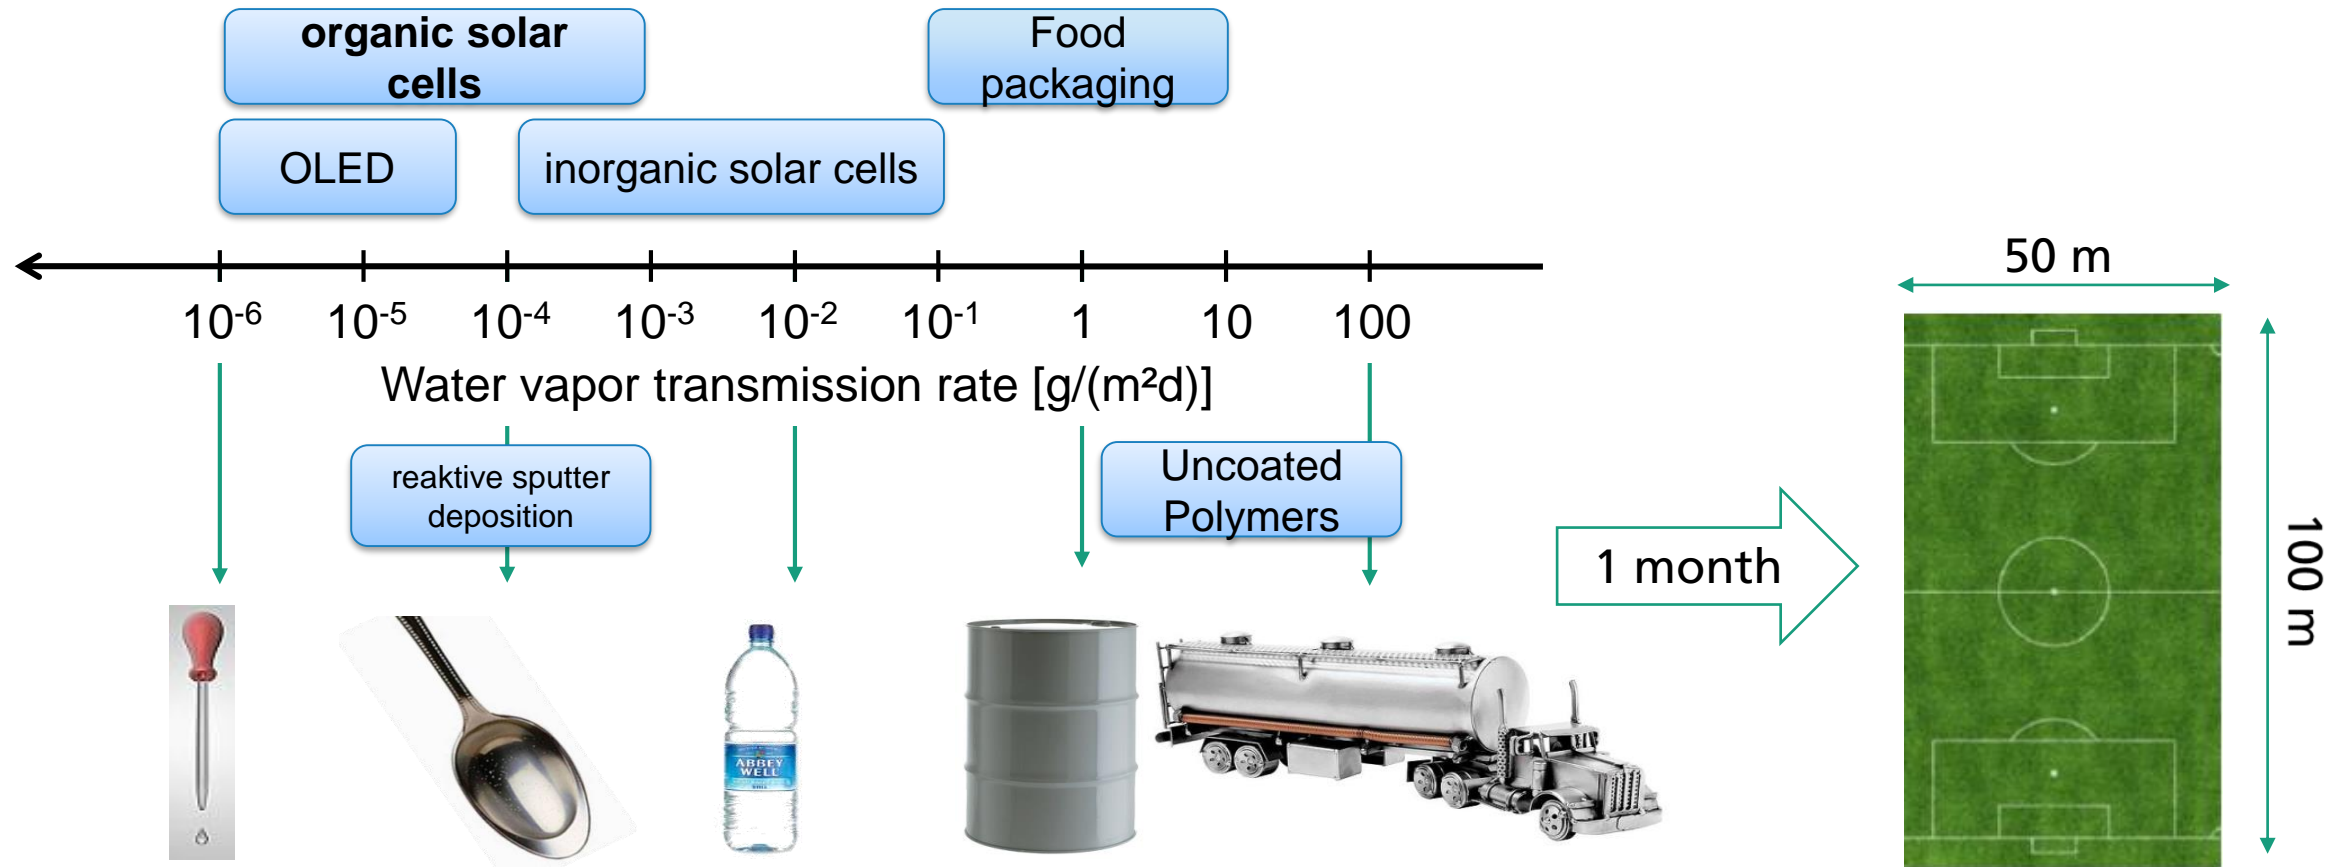 organic solar
cells
Food
packaging
OLED
inorganic solar cells
50 m
10⁻⁶ 10⁻⁵ 10⁻⁴ 10⁻³ 10⁻² 10⁻¹ 1 10 100
Water vapor transmission rate [g/(m²d)]
reaktive sputter
deposition
Uncoated
Polymers
1 month
100 m
ABBEY
WELL